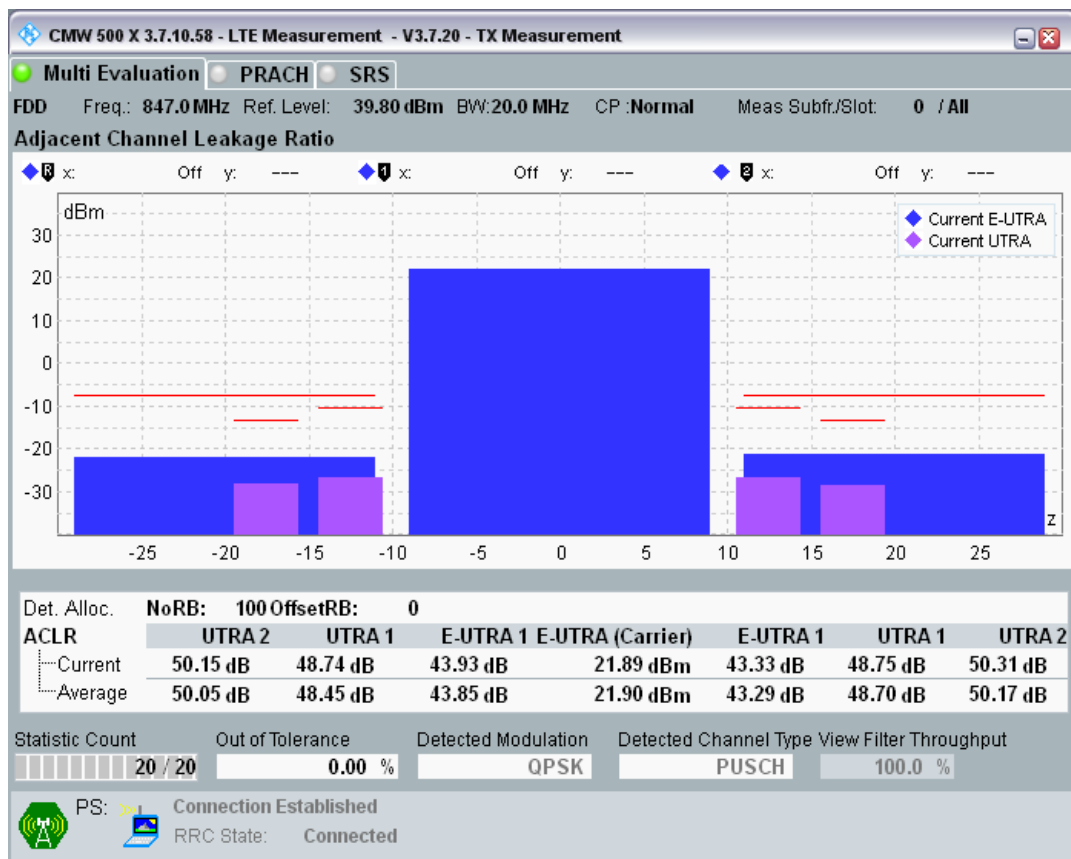 CMW 500 X 3.7.10.58 - LTE Measurement - V3.7.20 - TX Measurement
Multi Evaluation PRACH SRS
FDD Freq.: 847.0 MHz Ref. Level: 39.80 dBm BW:20.0 MHz CP :Normal Meas Subfr./Slot: 0 / All
Adjacent Channel Leakage Ratio
R x: Off y: --- 1 x: Off y: --- 2 x: Off y: ---
dBm
Current E-UTRA
Current UTRA
30
20
10
0
-10
-20
-30
z
-25 -20 -15 -10 -5 0 5 10 15 20 25
Det. Alloc. NoRB: 100 OffsetRB: 0
ACLR UTRA 2 UTRA 1 E-UTRA 1 E-UTRA (Carrier) E-UTRA 1 UTRA 1 UTRA 2
Current 50.15 dB 48.74 dB 43.93 dB 21.89 dBm 43.33 dB 48.75 dB 50.31 dB
Average 50.05 dB 48.45 dB 43.85 dB 21.90 dBm 43.29 dB 48.70 dB 50.17 dB
Statistic Count Out of Tolerance Detected Modulation Detected Channel Type View Filter Throughput
20 / 20 0.00 % QPSK PUSCH 100.0 %
PS: Connection Established
RRC State: Connected